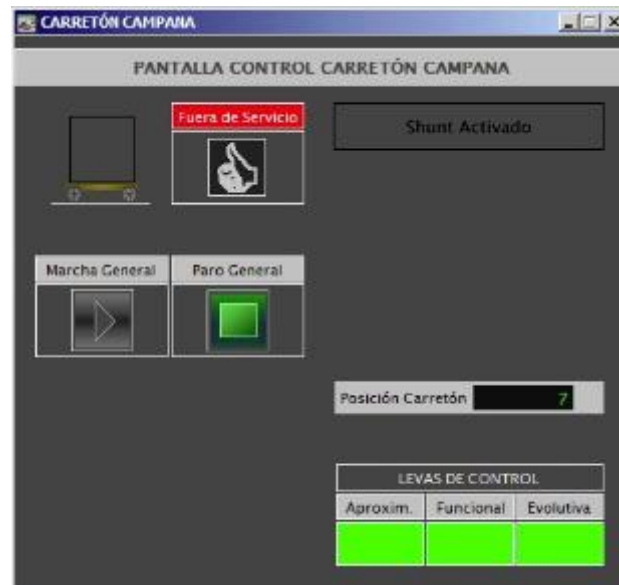 CARRETÓN CAMPANA
PANTALLA CONTROL CARRETÓN CAMPANA
Fuera de Servicio
Shunt Activado
Marcha General
Paro General
Posición Carretón 7
LEVAS DE CONTROL
Aproxim. Funcional Evolutiva